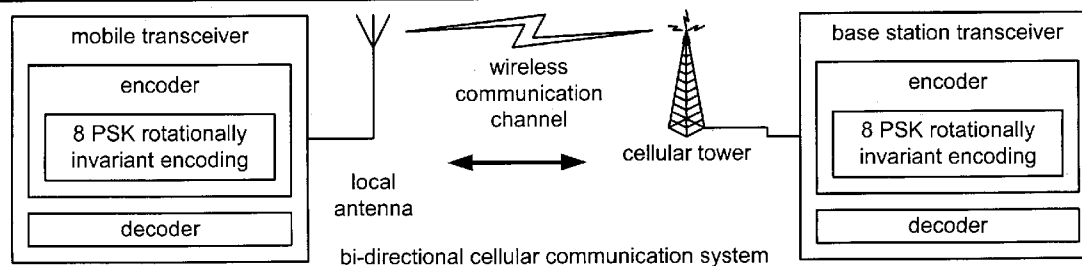 mobile transceiver
encoder
8 PSK rotationally
invariant encoding
decoder
local
antenna
wireless
communication
channel
cellular tower
base station transceiver
encoder
8 PSK rotationally
invariant encoding
decoder
bi-directional cellular communication system